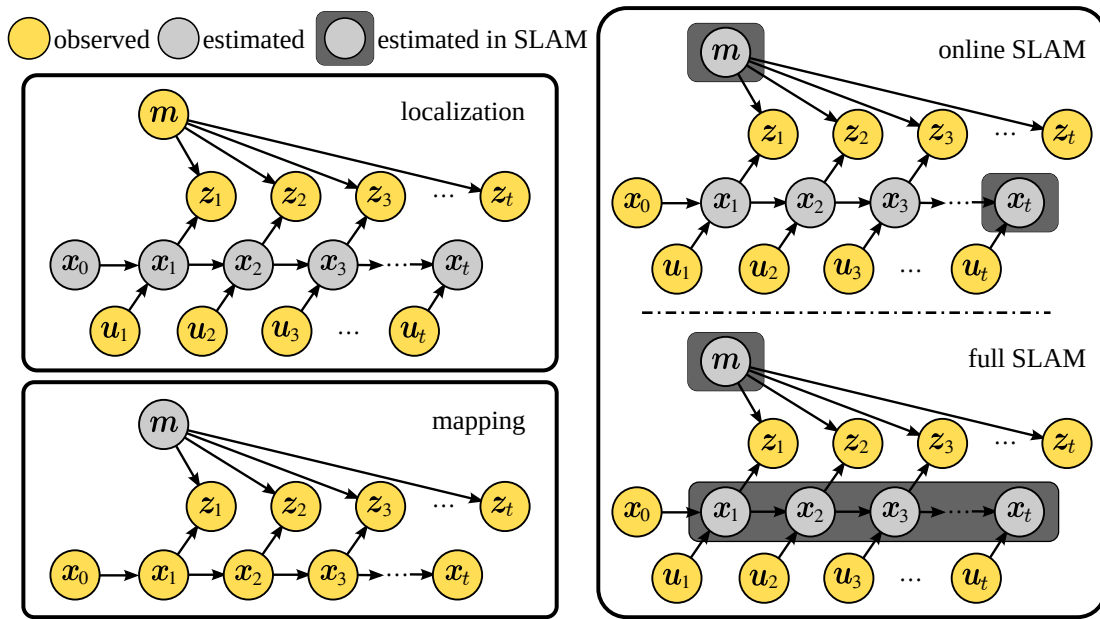 observed estimated estimated in SLAM
localization
m
z1 z2 z3 ... zt
x0 x1 x2 x3 ... xt
u1 u2 u3 ... ut
mapping
m
z1 z2 z3 ... zt
x0 x1 x2 x3 ... xt
online SLAM
m
z1 z2 z3 ... zt
x0 x1 x2 x3 ... xt
u1 u2 u3 ... ut
full SLAM
m
z1 z2 z3 ... zt
x0 x1 x2 x3 ... xt
u1 u2 u3 ... ut